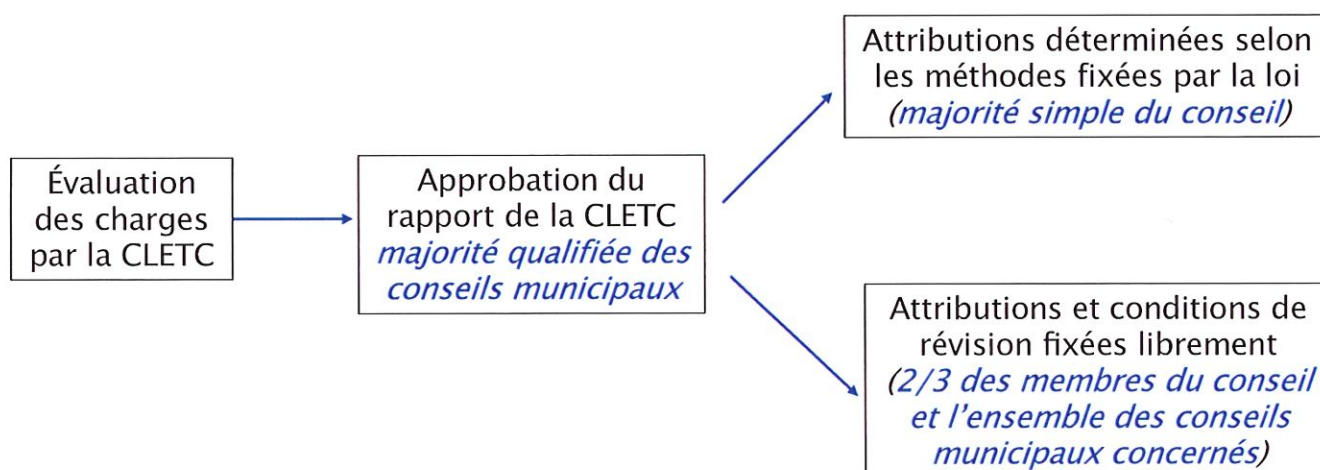 Évaluation
des charges
par la CLETC
Approbation du
rapport de la CLETC
majorité qualifiée des
conseils municipaux
Attributions déterminées selon
les méthodes fixées par la loi
(majorité simple du conseil)
Attributions et conditions de
révision fixées librement
(2/3 des membres du conseil
et l'ensemble des conseils
municipaux concernés)